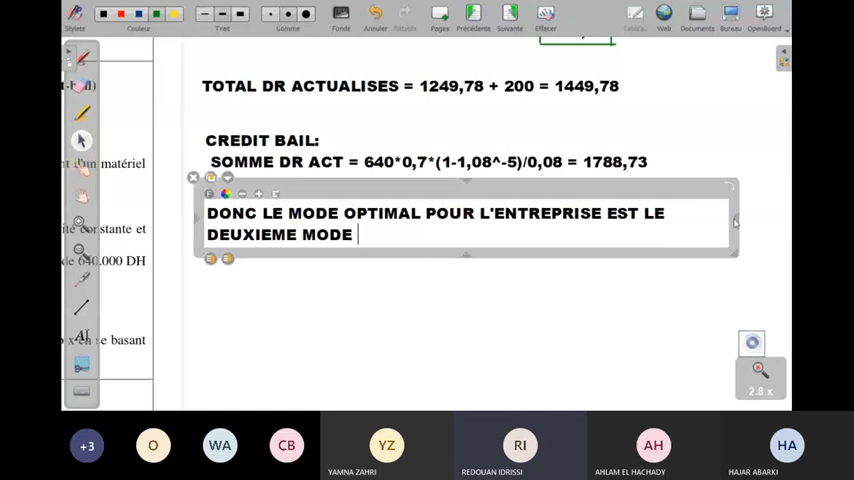 Stylets
Couleur
Trait
Gamme
Fonds
Annuler
Rétablir
Pages
Précédente
Suivante
Effacer
Tableau
Web
Documents
Bureau
OpenBoard
TOTAL DR ACTUALISES = 1249,78 + 200 = 1449,78
CREDIT BAIL:
SOMME DR ACT = 640*0,7*(1-1,08^-5)/0,08 = 1788,73
DONC LE MODE OPTIMAL POUR L'ENTREPRISE EST LE
DEUXIEME MODE
nt d'un matériel
constante et
de 640.000 DH
en se basant
2.8 x
+3
O
WA
CB
YZ
RI
AH
HA
YAMNA ZAHRI
REDOUAN IDRISSI
AHLAM EL HACHADY
HAJAR ABARKI